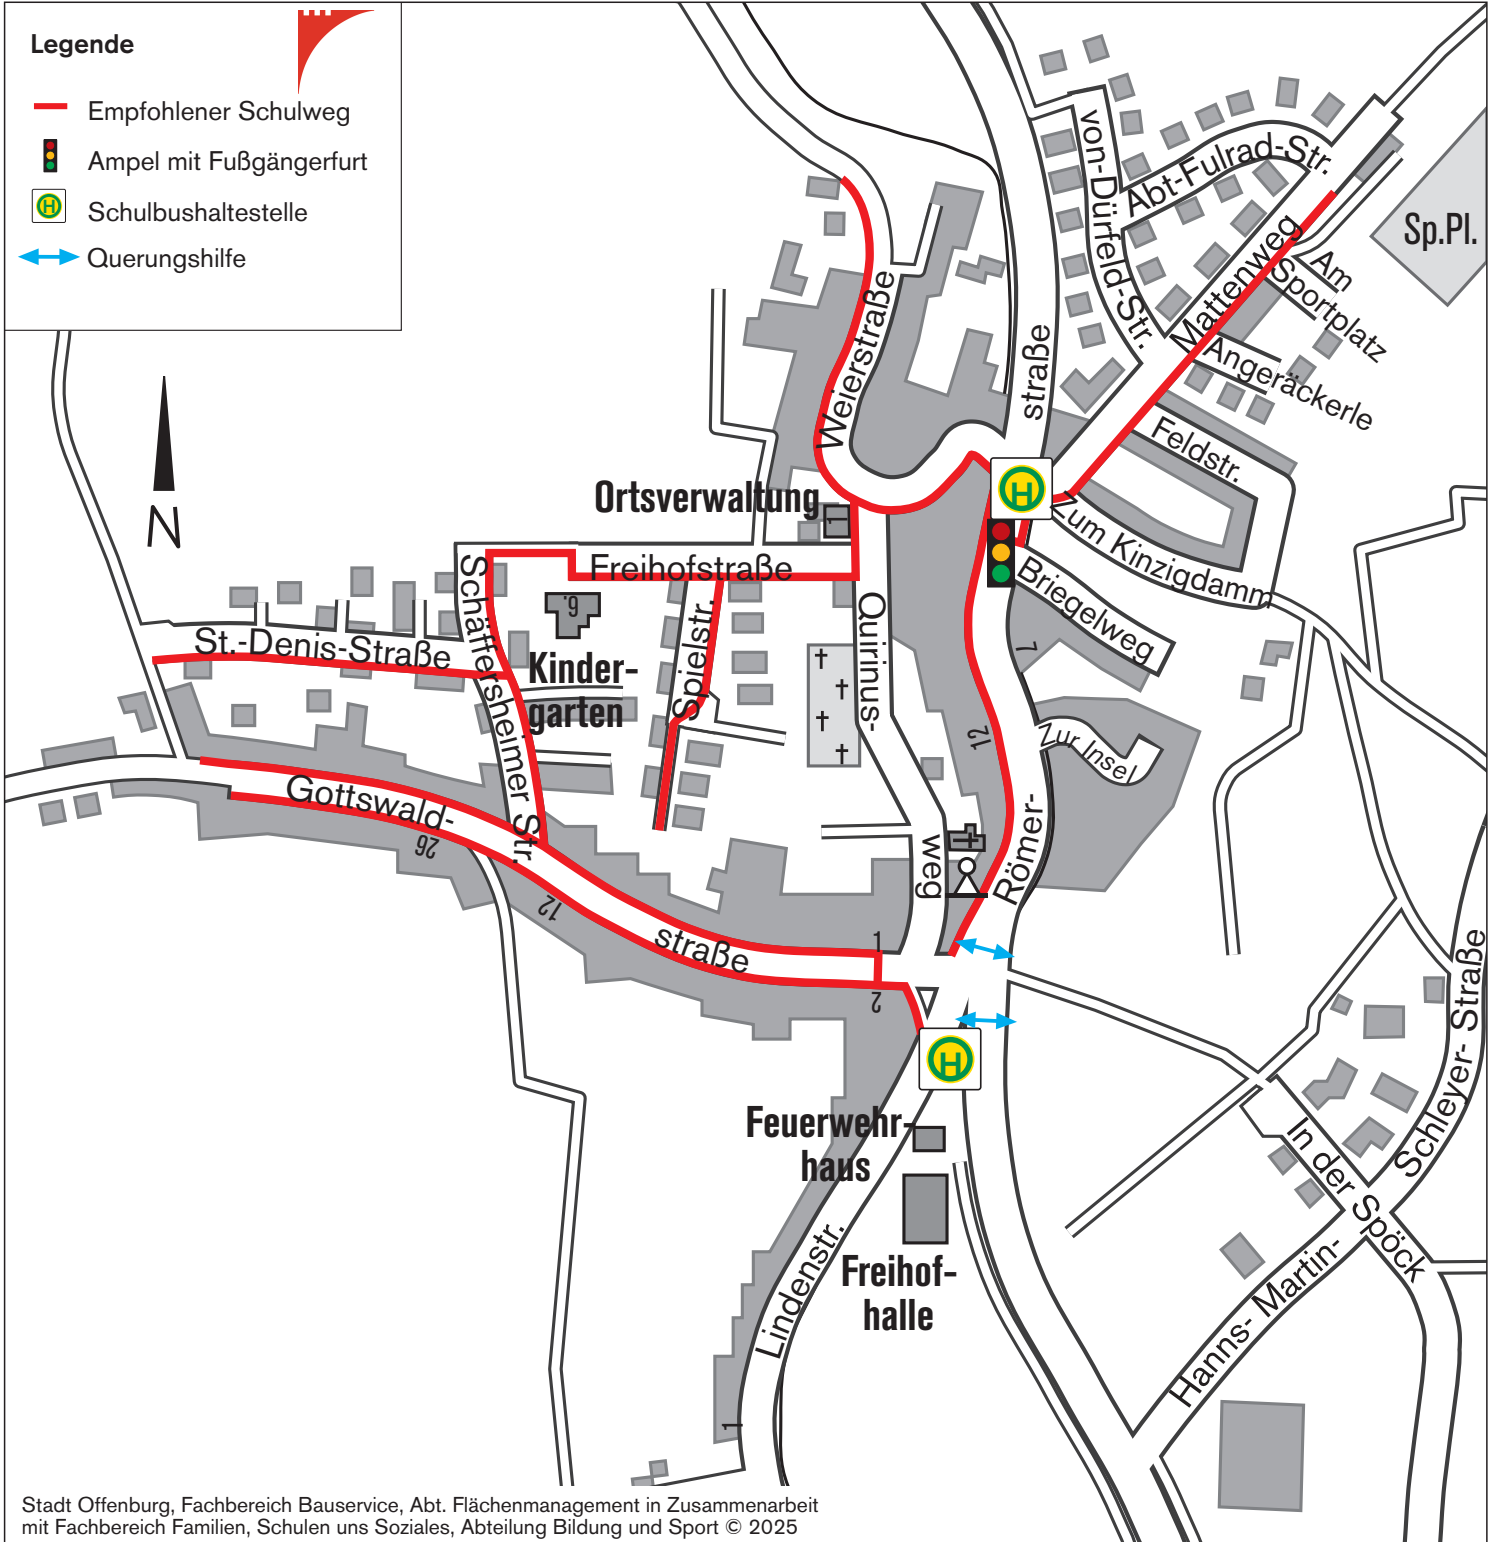 Legende
Empfohlener Schulweg
Ampel mit Fußgängerfurt
H
Schulbushaltestelle
Querungshilfe
N
von-Dürfeld-Str.
Abt-Fulrad-Str.
Sp.Pl.
Mattenweg
Am
Sportplatz
Angeräckerle
Feldstr.
Weierstraße
straße
H
Ortsverwaltung
1
Zum Kinzigdamm
Briegelweg
Freihofstraße
Schäffersheimer Str.
6.
St.-Denis-Straße
Kinder-
garten
Spielstr.
Quirinus-
weg
7
12
Zur Insel
Römer-
Gottswald-
straße
26
12
1
2
H
Feuerwehr-
haus
Freihof-
halle
Lindenstr.
1
In der Spöck
Schleyer- Straße
Hanns- Martin-
Stadt Offenburg, Fachbereich Bauservice, Abt. Flächenmanagement in Zusammenarbeit
mit Fachbereich Familien, Schulen uns Soziales, Abteilung Bildung und Sport © 2025